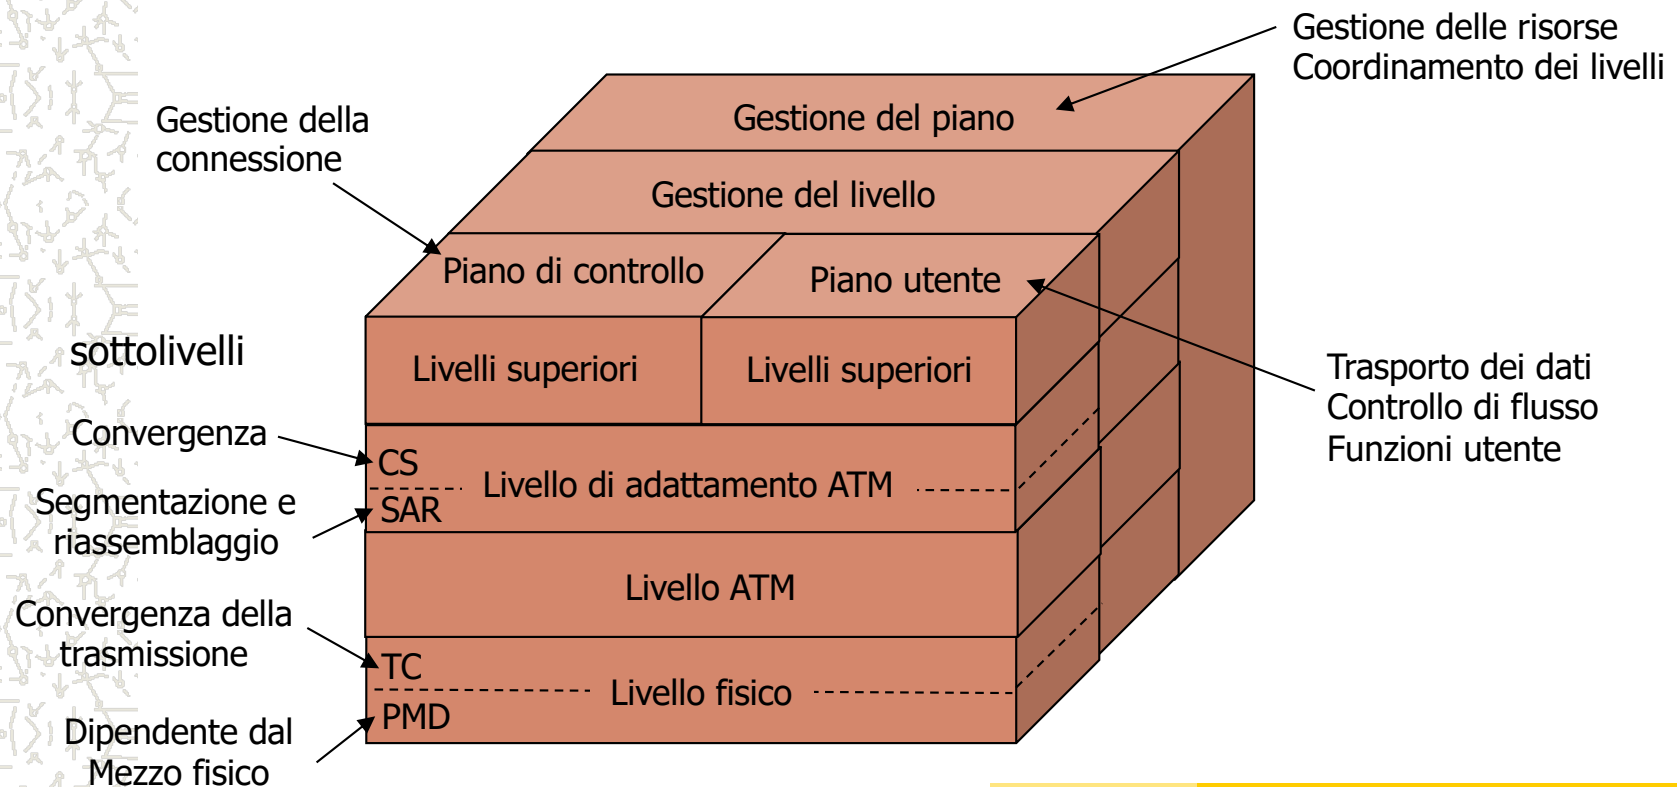 Gestione delle risorse
Coordinamento dei livelli
Gestione della
connessione
Gestione del piano
Gestione del livello
Piano di controllo
Piano utente
sottolivelli
Livelli superiori
Livelli superiori
Trasporto dei dati
Controllo di flusso
Funzioni utente
Convergenza
CS
Livello di adattamento ATM
Segmentazione e
riassemblaggio
SAR
Livello ATM
Convergenza della
trasmissione
TC
Livello fisico
PMD
Dipendente dal
Mezzo fisico